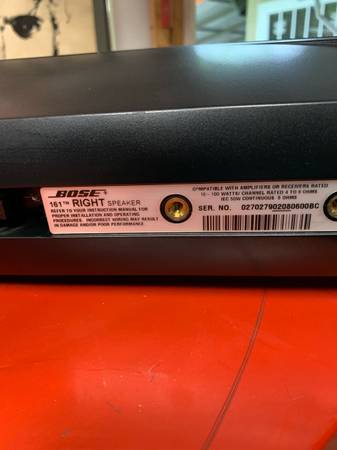 BOSE
161™ RIGHT SPEAKER
REFER TO YOUR INSTRUCTION MANUAL FOR
PROPER INSTALLATION AND OPERATING
PROCEDURES. INCORRECT WIRING MAY RESULT
IN DAMAGE AND/OR POOR PERFORMANCE.
COMPATIBLE WITH AMPLIFIERS OR RECEIVERS RATED
10 - 100 WATTS/ CHANNEL RATED 4 TO 8 OHMS
IEC 50W CONTINUOUS 8 OHMS
SER. NO. 027027902080600BC